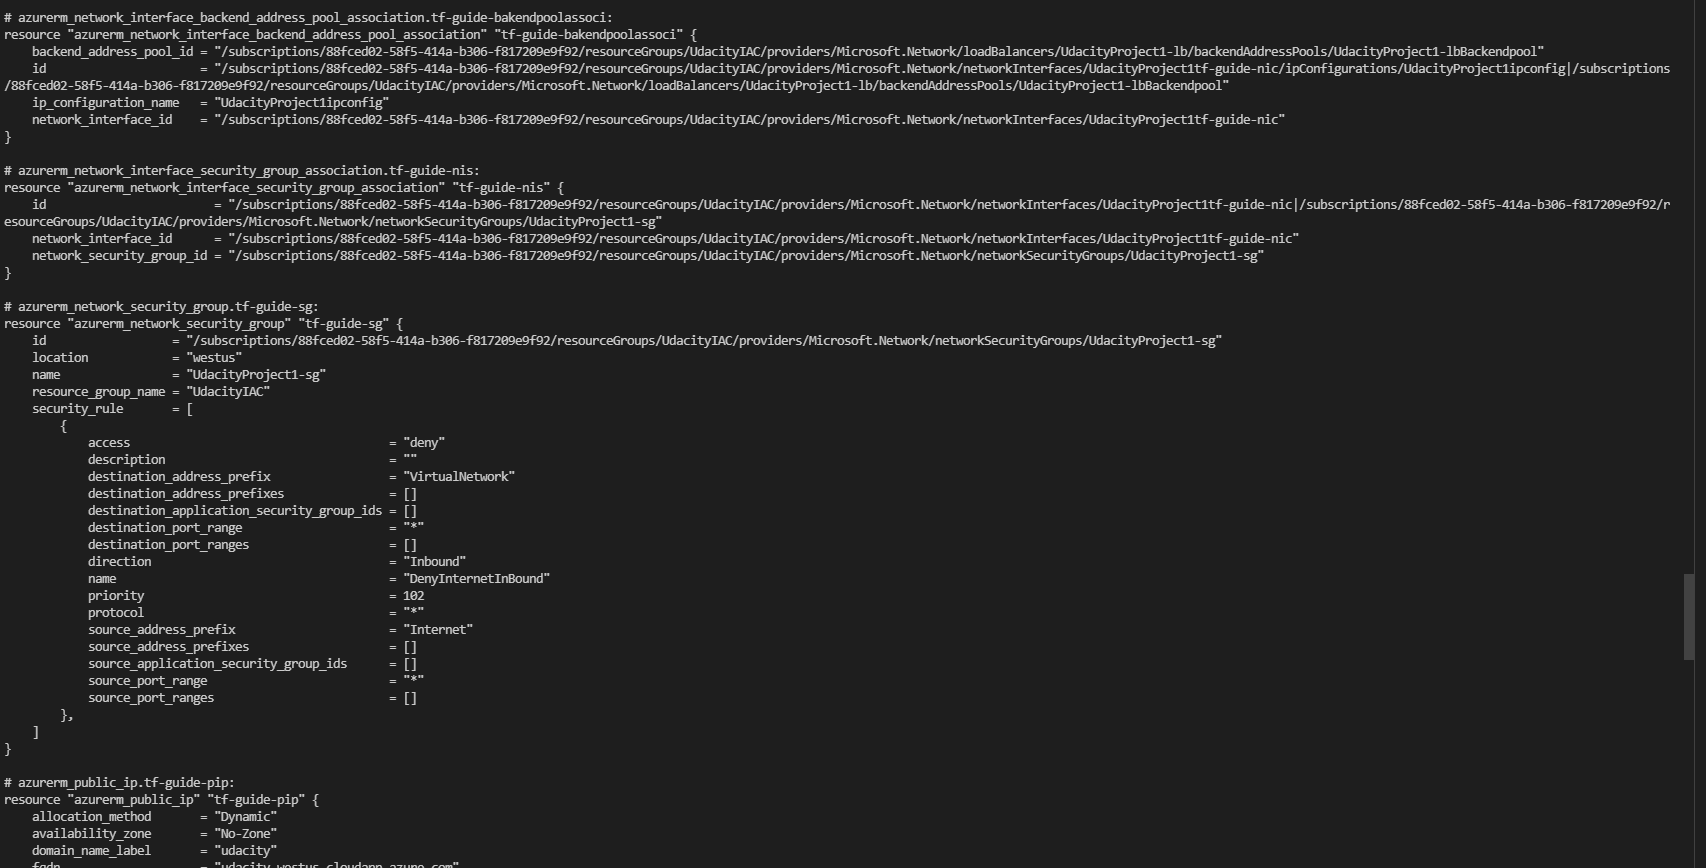 # azurerm_network_interface_backend_address_pool_association.tf-guide-bakendpoolassoci:
resource "azurerm_network_interface_backend_address_pool_association" "tf-guide-bakendpoolassoci" {
    backend_address_pool_id = "/subscriptions/88fced02-58f5-414a-b306-f817209e9f92/resourceGroups/UdacityIAC/providers/Microsoft.Network/loadBalancers/UdacityProject1-lb/backendAddressPools/UdacityProject1-lbBackendpool"
    id                      = "/subscriptions/88fced02-58f5-414a-b306-f817209e9f92/resourceGroups/UdacityIAC/providers/Microsoft.Network/networkInterfaces/UdacityProject1tf-guide-nic/ipConfigurations/UdacityProject1ipconfig|/subscriptions
/88fced02-58f5-414a-b306-f817209e9f92/resourceGroups/UdacityIAC/providers/Microsoft.Network/loadBalancers/UdacityProject1-lb/backendAddressPools/UdacityProject1-lbBackendpool"
    ip_configuration_name   = "UdacityProject1ipconfig"
    network_interface_id    = "/subscriptions/88fced02-58f5-414a-b306-f817209e9f92/resourceGroups/UdacityIAC/providers/Microsoft.Network/networkInterfaces/UdacityProject1tf-guide-nic"
}
# azurerm_network_interface_security_group_association.tf-guide-nis:
resource "azurerm_network_interface_security_group_association" "tf-guide-nis" {
    id                        = "/subscriptions/88fced02-58f5-414a-b306-f817209e9f92/resourceGroups/UdacityIAC/providers/Microsoft.Network/networkInterfaces/UdacityProject1tf-guide-nic|/subscriptions/88fced02-58f5-414a-b306-f817209e9f92/r
esourceGroups/UdacityIAC/providers/Microsoft.Network/networkSecurityGroups/UdacityProject1-sg"
    network_interface_id      = "/subscriptions/88fced02-58f5-414a-b306-f817209e9f92/resourceGroups/UdacityIAC/providers/Microsoft.Network/networkInterfaces/UdacityProject1tf-guide-nic"
    network_security_group_id = "/subscriptions/88fced02-58f5-414a-b306-f817209e9f92/resourceGroups/UdacityIAC/providers/Microsoft.Network/networkSecurityGroups/UdacityProject1-sg"
}
# azurerm_network_security_group.tf-guide-sg:
resource "azurerm_network_security_group" "tf-guide-sg" {
    id                  = "/subscriptions/88fced02-58f5-414a-b306-f817209e9f92/resourceGroups/UdacityIAC/providers/Microsoft.Network/networkSecurityGroups/UdacityProject1-sg"
    location            = "westus"
    name                = "UdacityProject1-sg"
    resource_group_name = "UdacityIAC"
    security_rule       = [
        {
            access                                     = "deny"
            description                                = ""
            destination_address_prefix                 = "VirtualNetwork"
            destination_address_prefixes               = []
            destination_application_security_group_ids = []
            destination_port_range                     = "*"
            destination_port_ranges                    = []
            direction                                  = "Inbound"
            name                                       = "DenyInternetInBound"
            priority                                   = 102
            protocol                                   = "*"
            source_address_prefix                      = "Internet"
            source_address_prefixes                    = []
            source_application_security_group_ids      = []
            source_port_range                          = "*"
            source_port_ranges                         = []
        },
    ]
}
# azurerm_public_ip.tf-guide-pip:
resource "azurerm_public_ip" "tf-guide-pip" {
    allocation_method       = "Dynamic"
    availability_zone       = "No-Zone"
    domain_name_label       = "udacity"
    fqdn                    = "udacity.westus.cloudapp.azure.com"